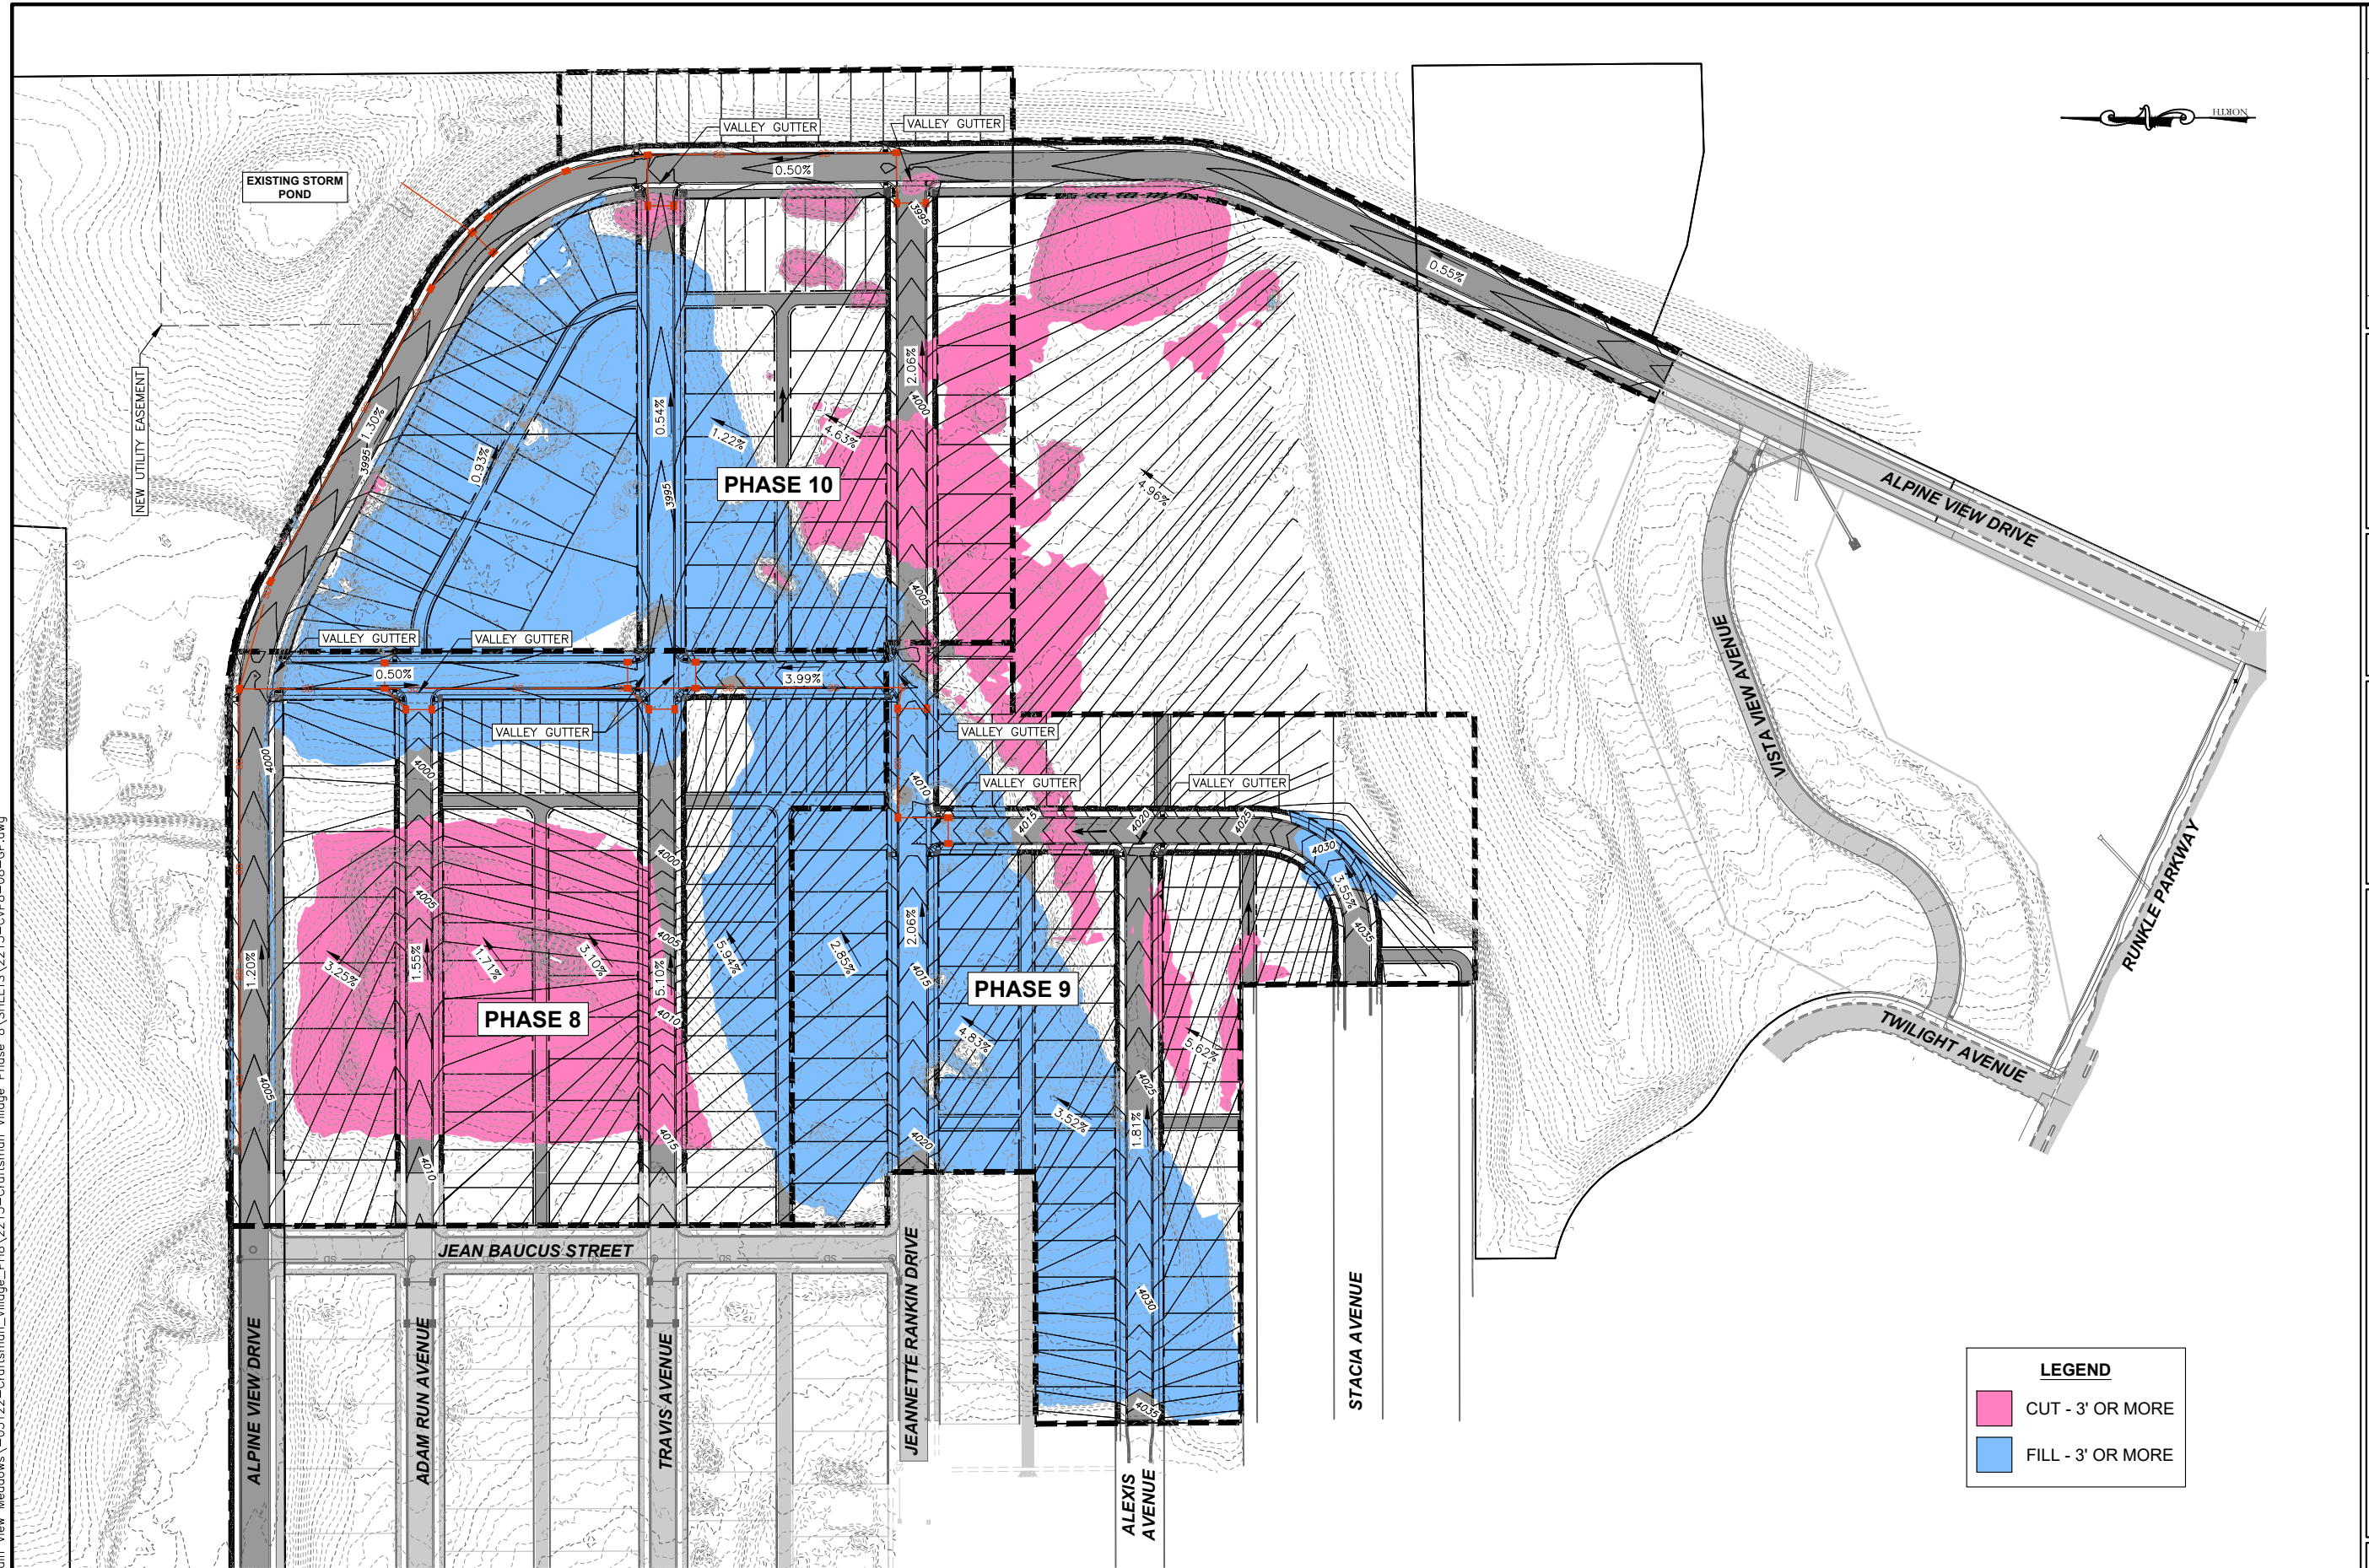 NORTH
VALLEY GUTTER
VALLEY GUTTER
0.50%
EXISTING STORM
POND
3995
0.55%
NEW UTILITY EASEMENT
2.06%
4000
1.30%
3995
0.54%
1.22%
4.63%
0.93%
PHASE 10
3995
4.96%
ALPINE VIEW DRIVE
4005
VALLEY GUTTER
VALLEY GUTTER
0.50%
3.99%
VISTA VIEW AVENUE
VALLEY GUTTER
VALLEY GUTTER
4000
4000
4010
VALLEY GUTTER
VALLEY GUTTER
4015
4020
4025
4030
4000
4005
3.55%
4035
RUNKLE PARKWAY
1.20%
3.25%
1.55%
1.71%
3.10%
4005
5.10%
5.94%
2.85%
2.06%
4015
PHASE 9
PHASE 8
4010
4.83%
5.62%
TWILIGHT AVENUE
4005
4025
3.52%
1.81%
4010
4015
4020
JEAN BAUCUS STREET
4030
ALPINE VIEW DRIVE
ADAM RUN AVENUE
TRAVIS AVENUE
JEANNETTE RANKIN DRIVE
STACIA AVENUE
4035
ALEXIS
AVENUE
LEGEND
CUT - 3' OR MORE
FILL - 3' OR MORE